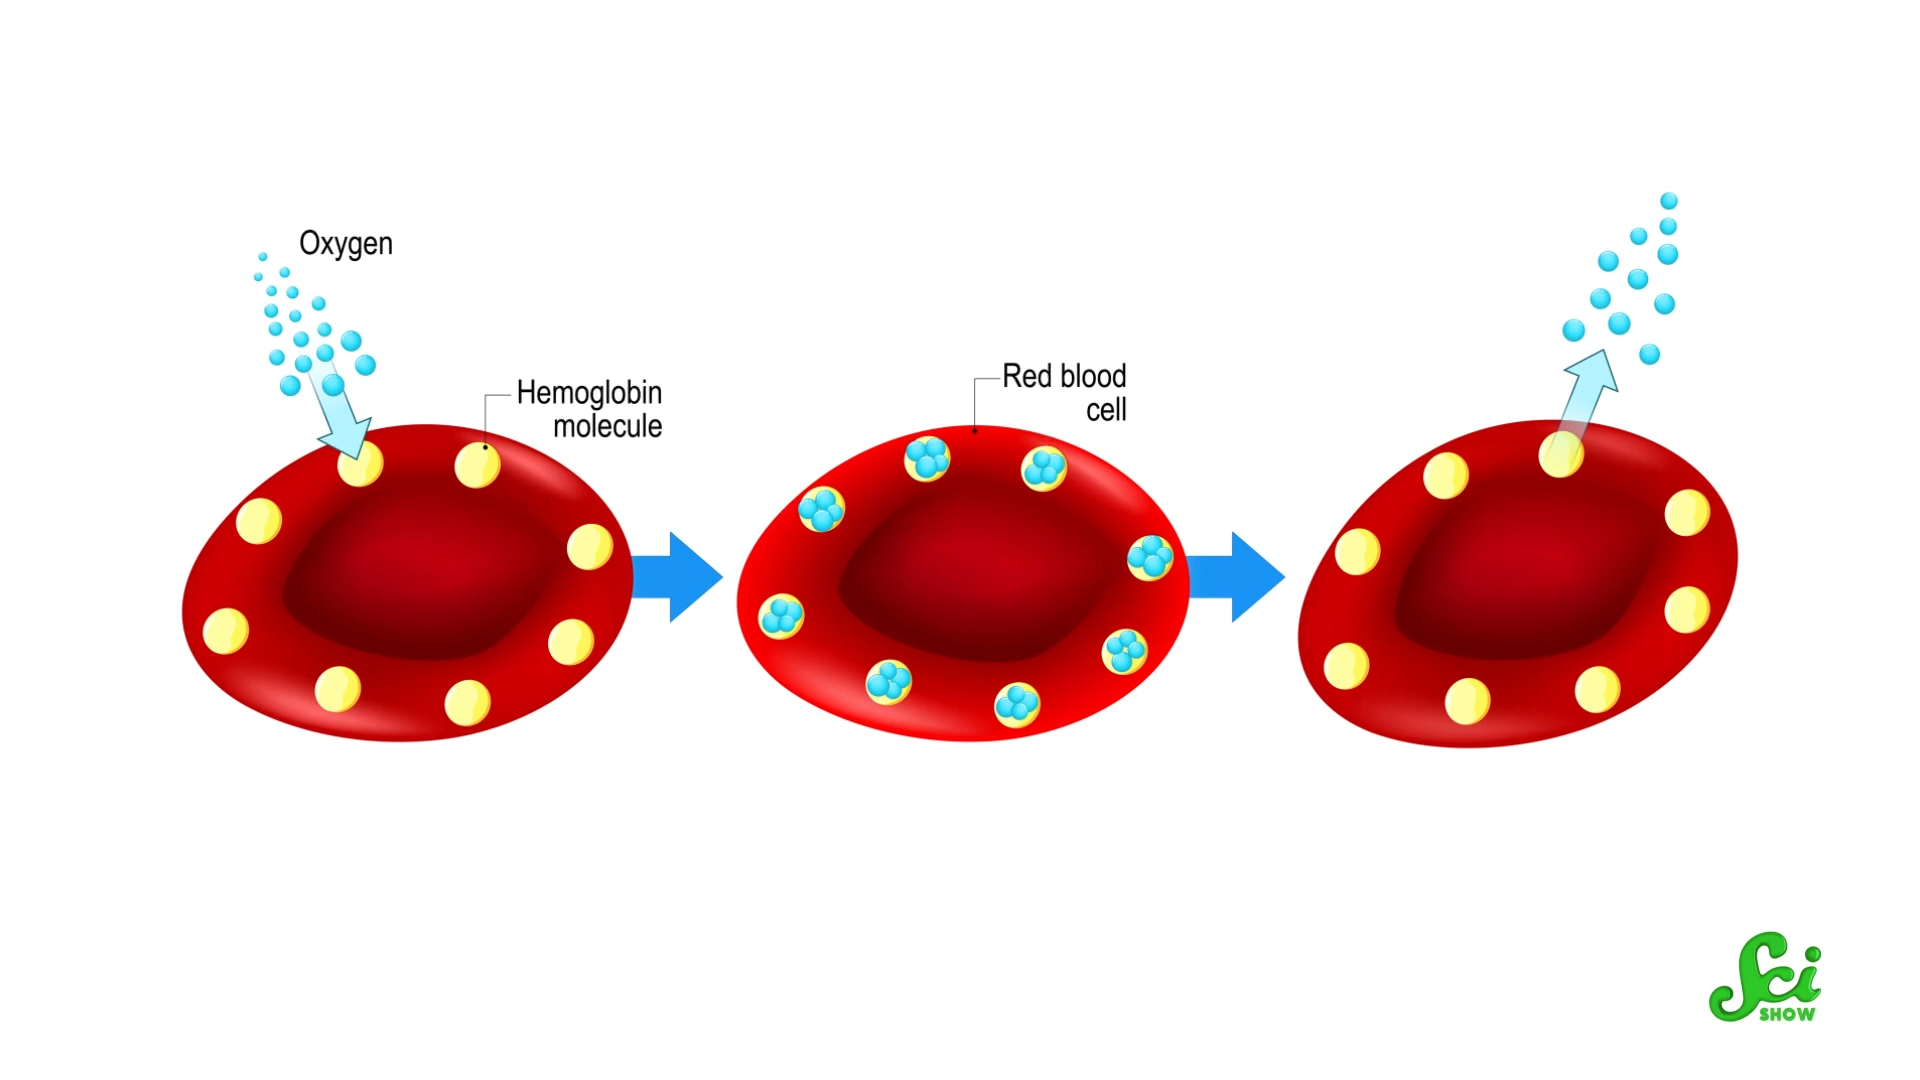 Oxygen
Hemoglobin
molecule
Red blood
cell
Sci
SHOW